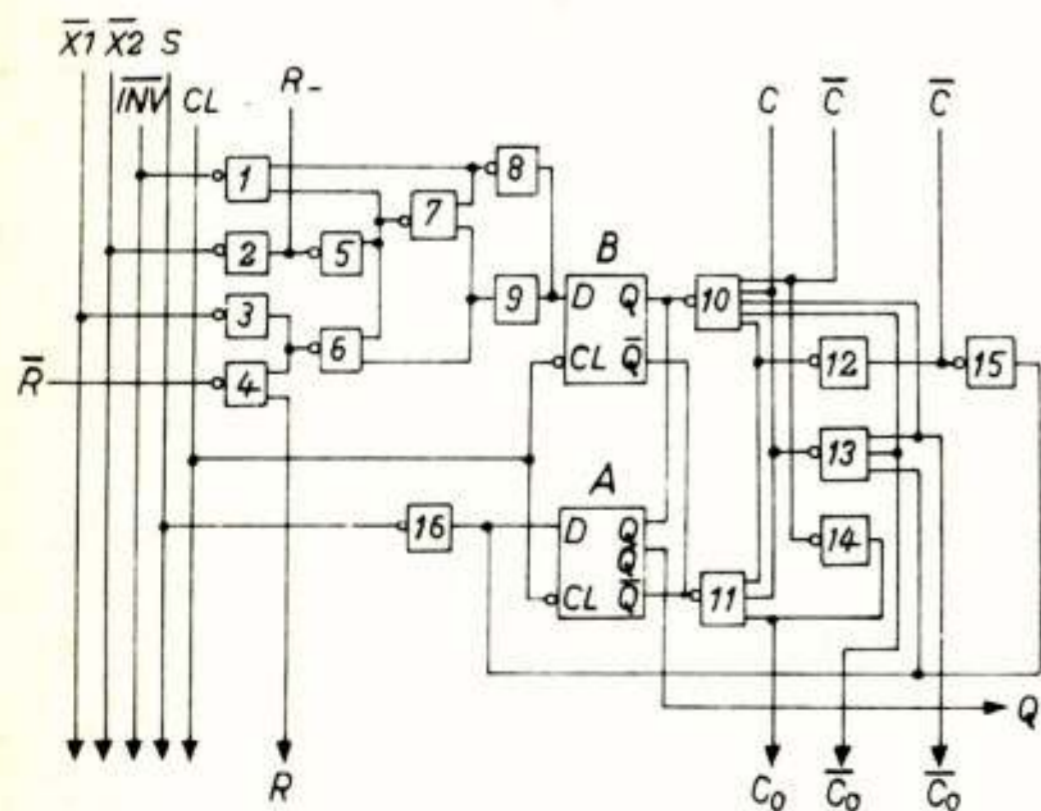 X̅1̅ X̅2̅ S
I̅N̅V̅ CL R- C C̅ C̅
1
8
7
2
5
B
3
9
D Q
10
6
R̅
4
CL Q̅
12
15
13
A
16
D Q
Q
14
CL Q̅
11
Q
R
C₀ C̅₀ C̅₀